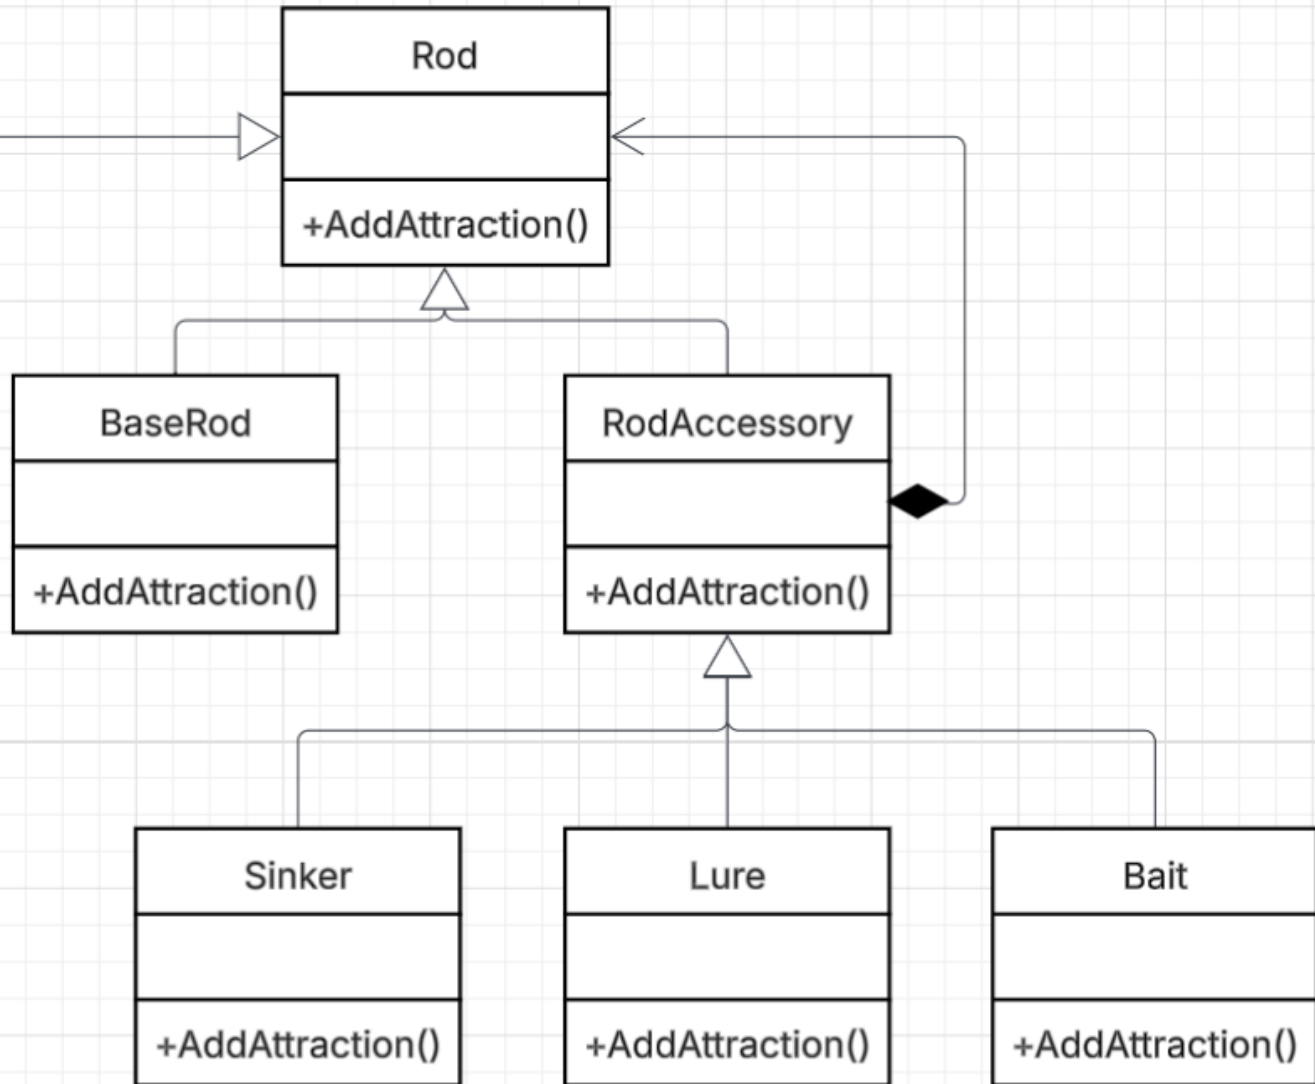 Rod
+AddAttraction()
BaseRod
+AddAttraction()
RodAccessory
+AddAttraction()
Sinker
+AddAttraction()
Lure
+AddAttraction()
Bait
+AddAttraction()